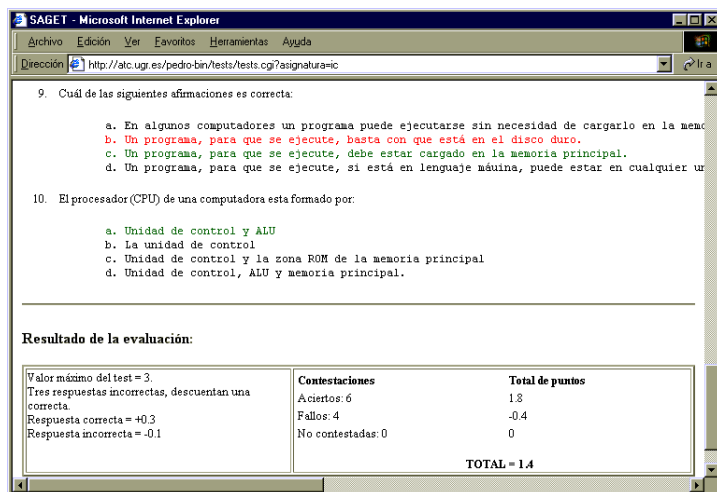 SAGET - Microsoft Internet Explorer
Archivo Edición Ver Favoritos Herramientas Ayuda
Dirección http://atc.ugr.es/pedro-bin/tests/tests.cgi?asignatura=ic Ir a
9. Cuál de las siguientes afirmaciones es correcta:
a. En algunos computadores un programa puede ejecutarse sin necesidad de cargarlo en la memo
b. Un programa, para que se ejecute, basta con que está en el disco duro.
c. Un programa, para que se ejecute, debe estar cargado en la memoria principal.
d. Un programa, para que se ejecute, si está en lenguaje máuina, puede estar en cualquier un
10. El procesador (CPU) de una computadora esta formado por:
a. Unidad de control y ALU
b. La unidad de control
c. Unidad de control y la zona ROM de la memoria principal
d. Unidad de control, ALU y memoria principal.
Resultado de la evaluación:
Valor máximo del test = 3.
Tres respuestas incorrectas, descuentan una
correcta.
Respuesta correcta = +0.3
Respuesta incorrecta = -0.1
Contestaciones Total de puntos
Aciertos: 6 1.8
Fallos: 4 -0.4
No contestadas: 0 0
TOTAL = 1.4